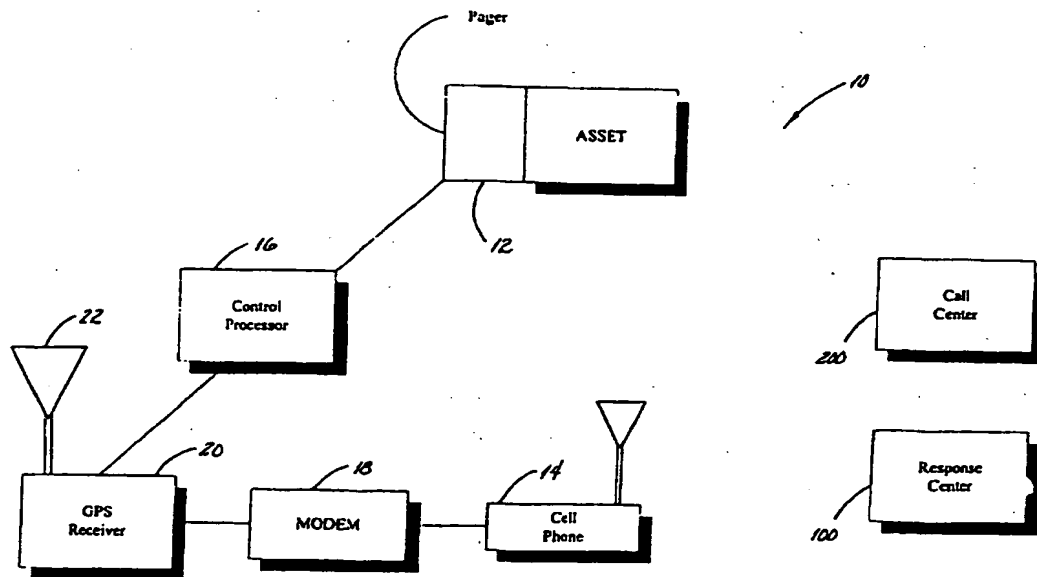 Pager
10
ASSET
12
16
Control
Processor
22
Call
Center
200
20
GPS
Receiver
18
MODEM
14
Cell
Phone
Response
Center
100